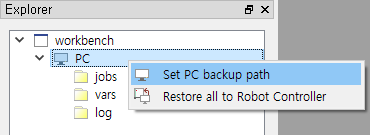 Explorer
workbench
PC
jobs
vars
log
Set PC backup path
Restore all to Robot Controller